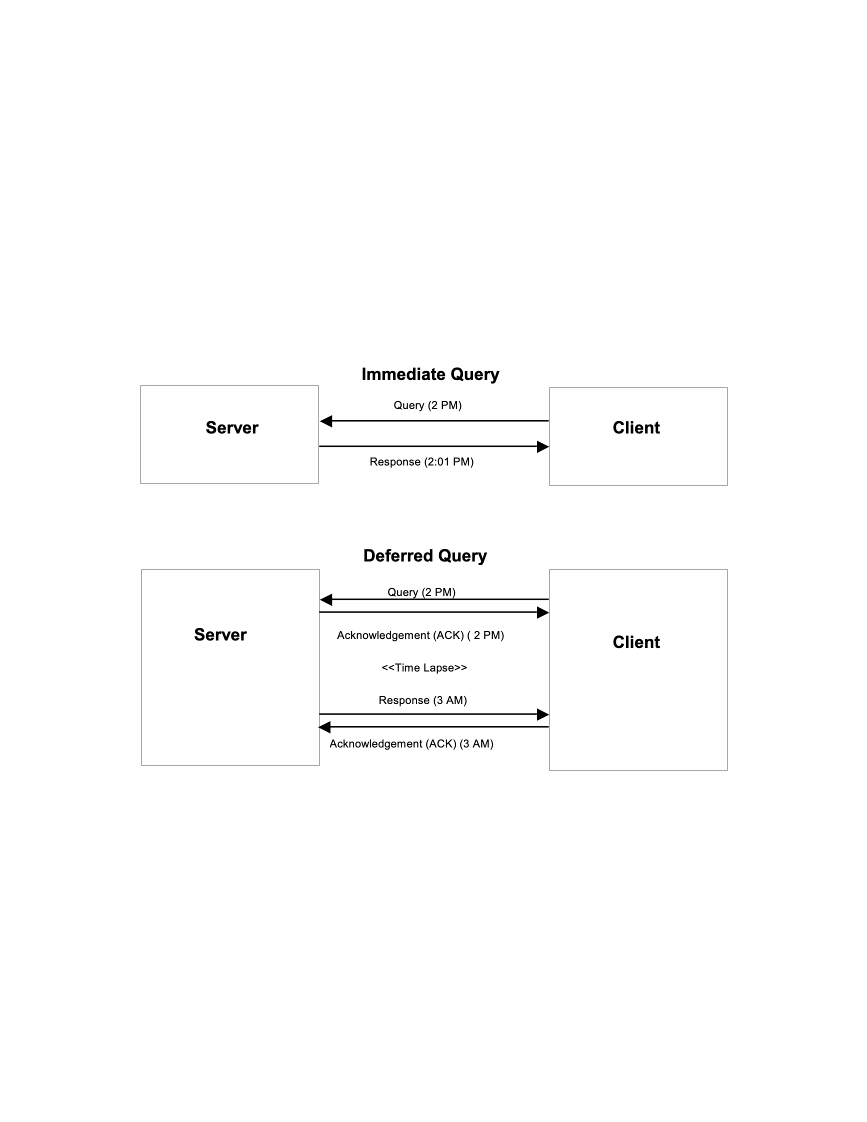 Immediate Query
Query (2 PM)
Server
Client
Response (2:01 PM)
Deferred Query
Query (2 PM)
Server
Acknowledgement (ACK) ( 2 PM)
Client
<<Time Lapse>>
Response (3 AM)
Acknowledgement (ACK) (3 AM)